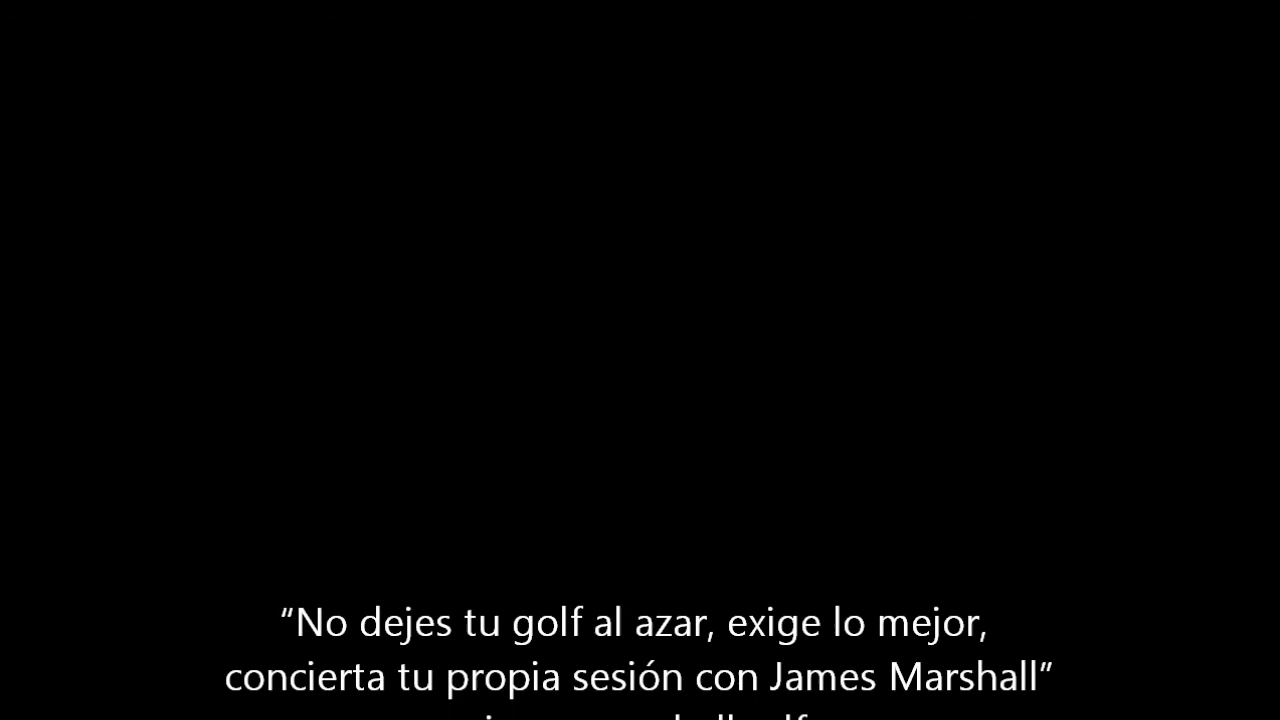 “No dejes tu golf al azar, exige lo mejor,
concierta tu propia sesión con James Marshall”